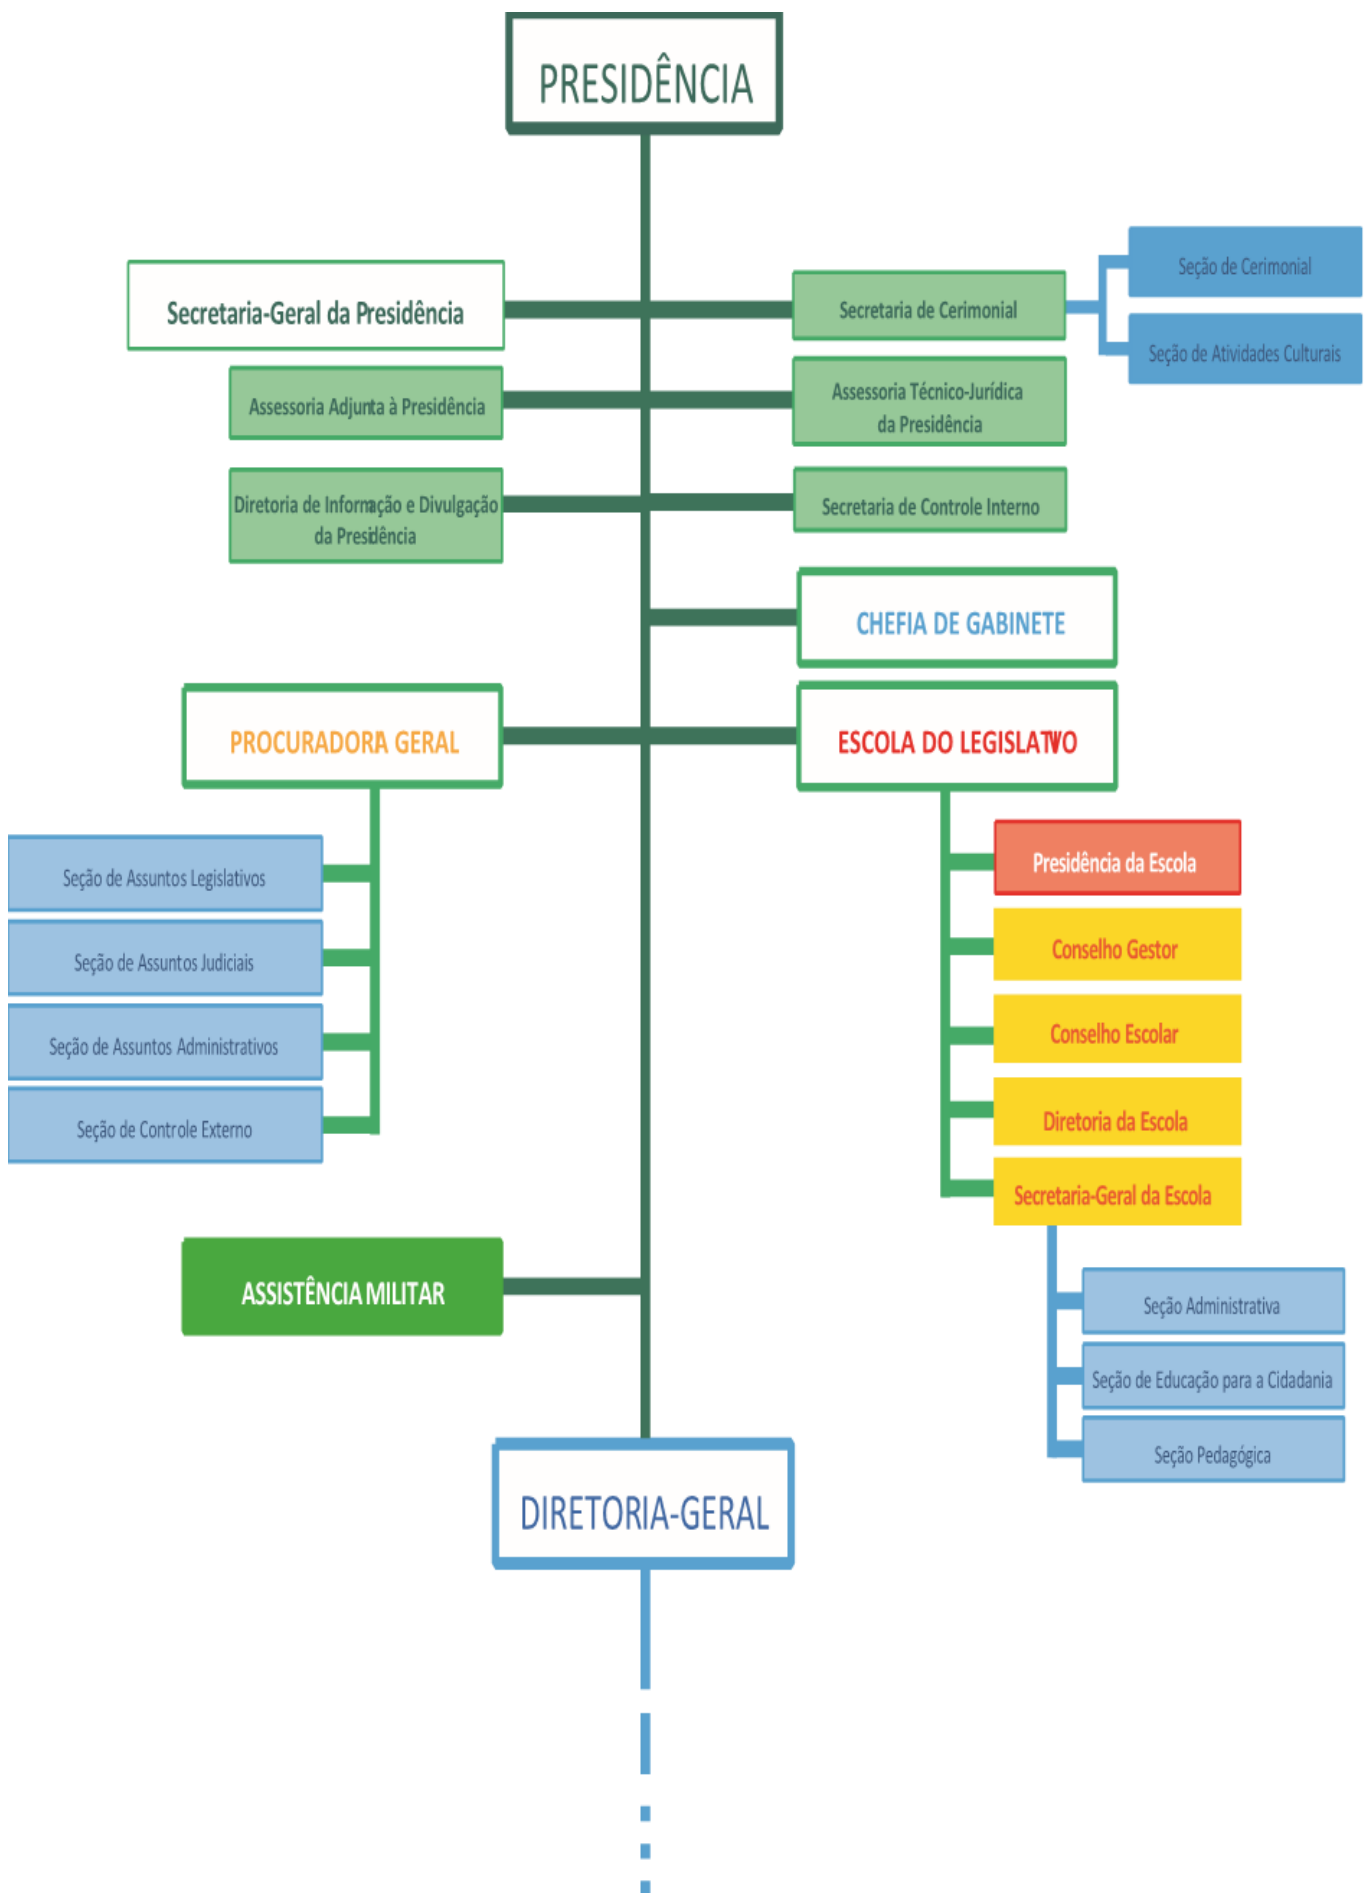 PRESIDÊNCIA
Secretaria-Geral da Presidência
Secretaria de Cerimonial
Seção de Cerimonial
Seção de Atividades Culturais
Assessoria Adjunta à Presidência
Assessoria Técnico-Jurídica
da Presidência
Diretoria de Informação e Divulgação
da Presidência
Secretaria de Controle Interno
CHEFIA DE GABINETE
PROCURADORIA GERAL
ESCOLA DO LEGISLATIVO
Seção de Assuntos Legislativos
Seção de Assuntos Judiciais
Seção de Assuntos Administrativos
Seção de Controle Externo
Presidência da Escola
Conselho Gestor
Conselho Escolar
Diretoria da Escola
Secretaria-Geral da Escola
ASSISTÊNCIA MILITAR
Seção Administrativa
Seção de Educação para a Cidadania
Seção Pedagógica
DIRETORIA-GERAL